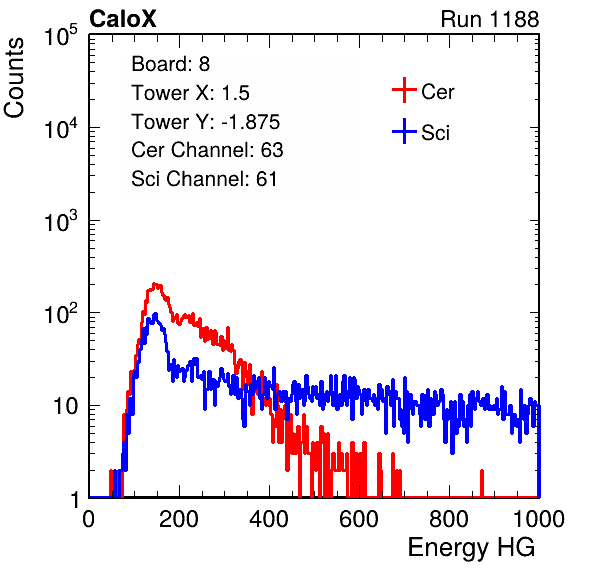 CaloX Run 1188
Counts
10^5
10^4
10^3
10^2
10
1
Board: 8
Tower X: 1.5
Tower Y: -1.875
Cer Channel: 63
Sci Channel: 61
Cer
Sci
0 200 400 600 800 1000
Energy HG